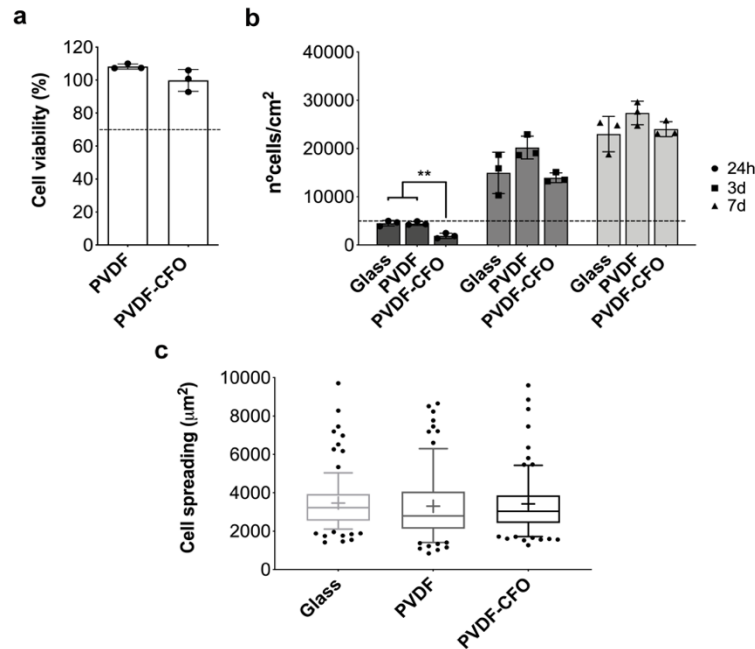 a
Cell viability (%)
120
100
80
60
40
20
0
PVDF
PVDF-CFO
b
nºcells/cm²
40000
30000
20000
10000
0
**
Glass
PVDF
PVDF-CFO
Glass
PVDF
PVDF-CFO
Glass
PVDF
PVDF-CFO
24h
3d
7d
c
Cell spreading (μm²)
10000
8000
6000
4000
2000
0
Glass
PVDF
PVDF-CFO